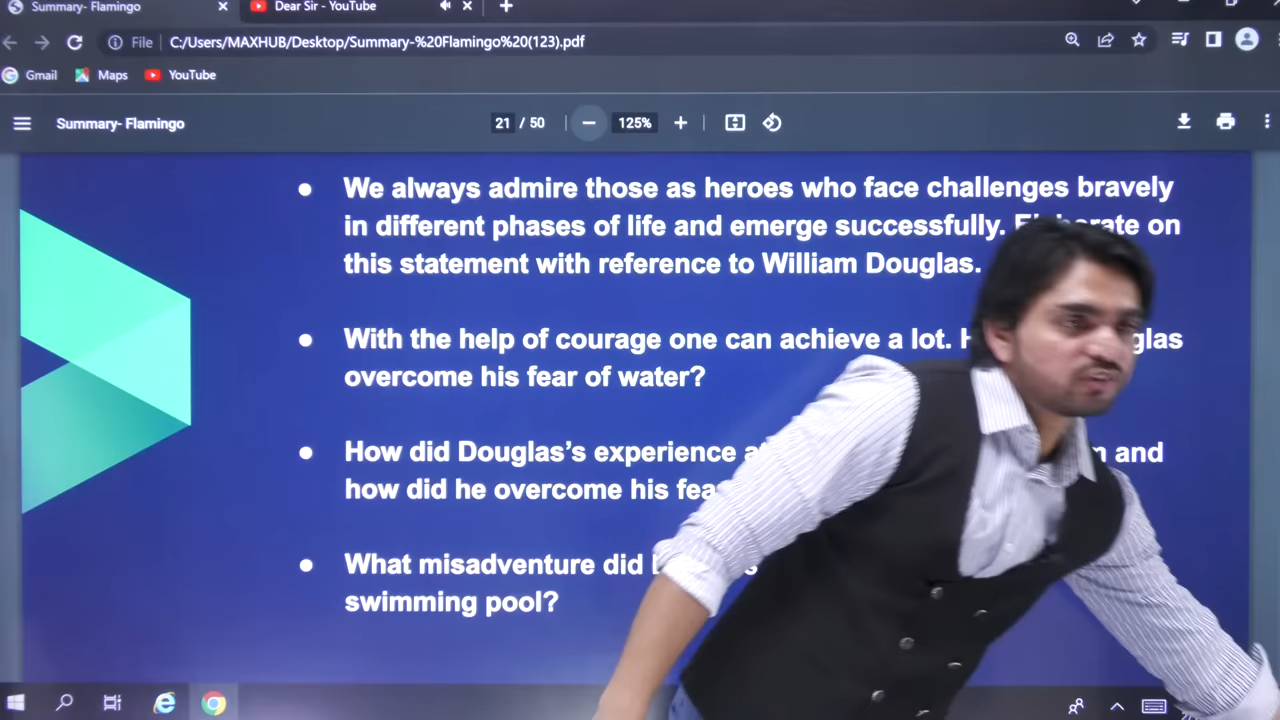 Summary- Flamingo
Dear Sir - YouTube
File
C:/Users/MAXHUB/Desktop/Summary-%20Flamingo%20(123).pdf
Gmail
Maps
YouTube
Summary- Flamingo
21 / 50
125%
We always admire those as heroes who face challenges bravely
in different phases of life and emerge successfully. on
this statement with reference to William Douglas.
With the help of courage one can achieve a lot.
overcome his fear of water?
How did Douglas's experience and
how did he overcome his
What misadventure did
swimming pool?